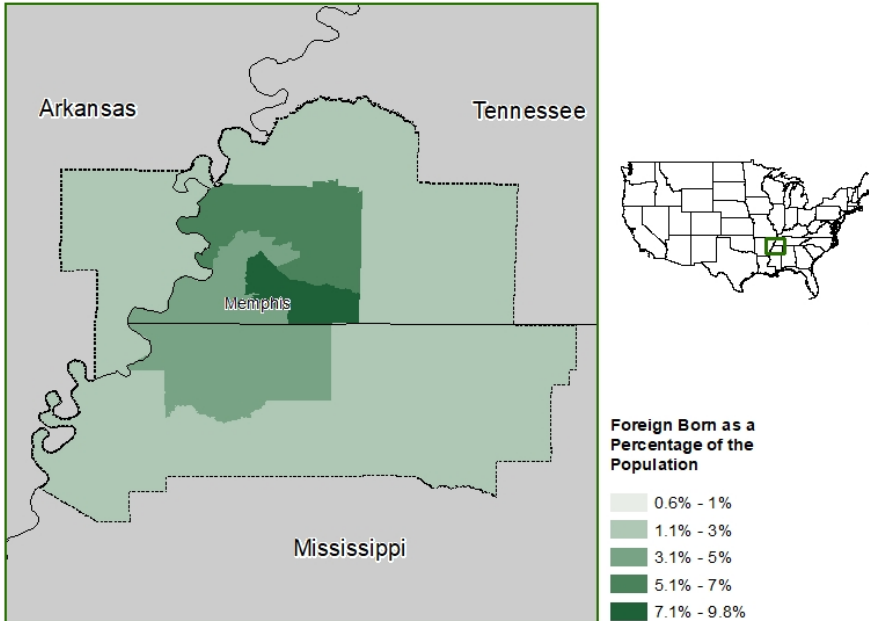 Arkansas
Tennessee
Memphis
Mississippi
Foreign Born as a
Percentage of the
Population
0.6% - 1%
1.1% - 3%
3.1% - 5%
5.1% - 7%
7.1% - 9.8%